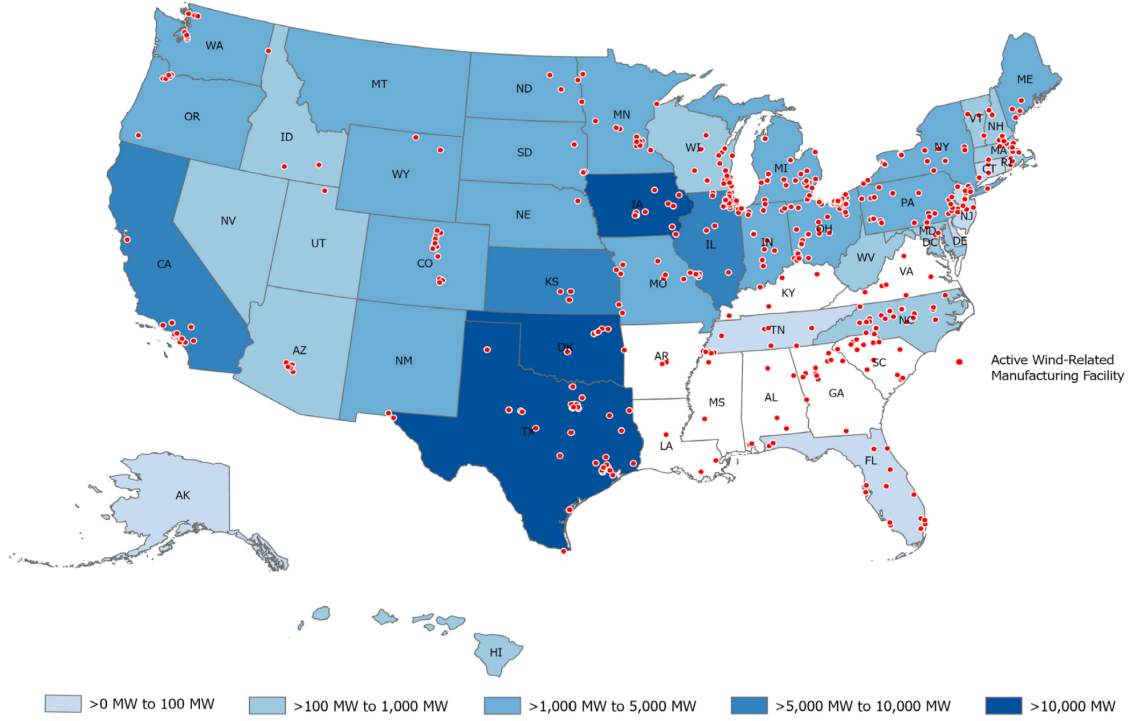 WA
ME
MT
ND
MN
VT
NH
OR
ID
WI
NY
MA
SD
MI
CT
RI
WY
IA
PA
NE
NJ
NV
OH
IL
IN
MD
DC
DE
UT
CO
WV
CA
VA
KS
MO
KY
NC
TN
OK
AZ
NM
AR
SC
Active Wind-Related
Manufacturing Facility
MS
AL
GA
TX
LA
FL
AK
HI
>0 MW to 100 MW
>100 MW to 1,000 MW
>1,000 MW to 5,000 MW
>5,000 MW to 10,000 MW
>10,000 MW